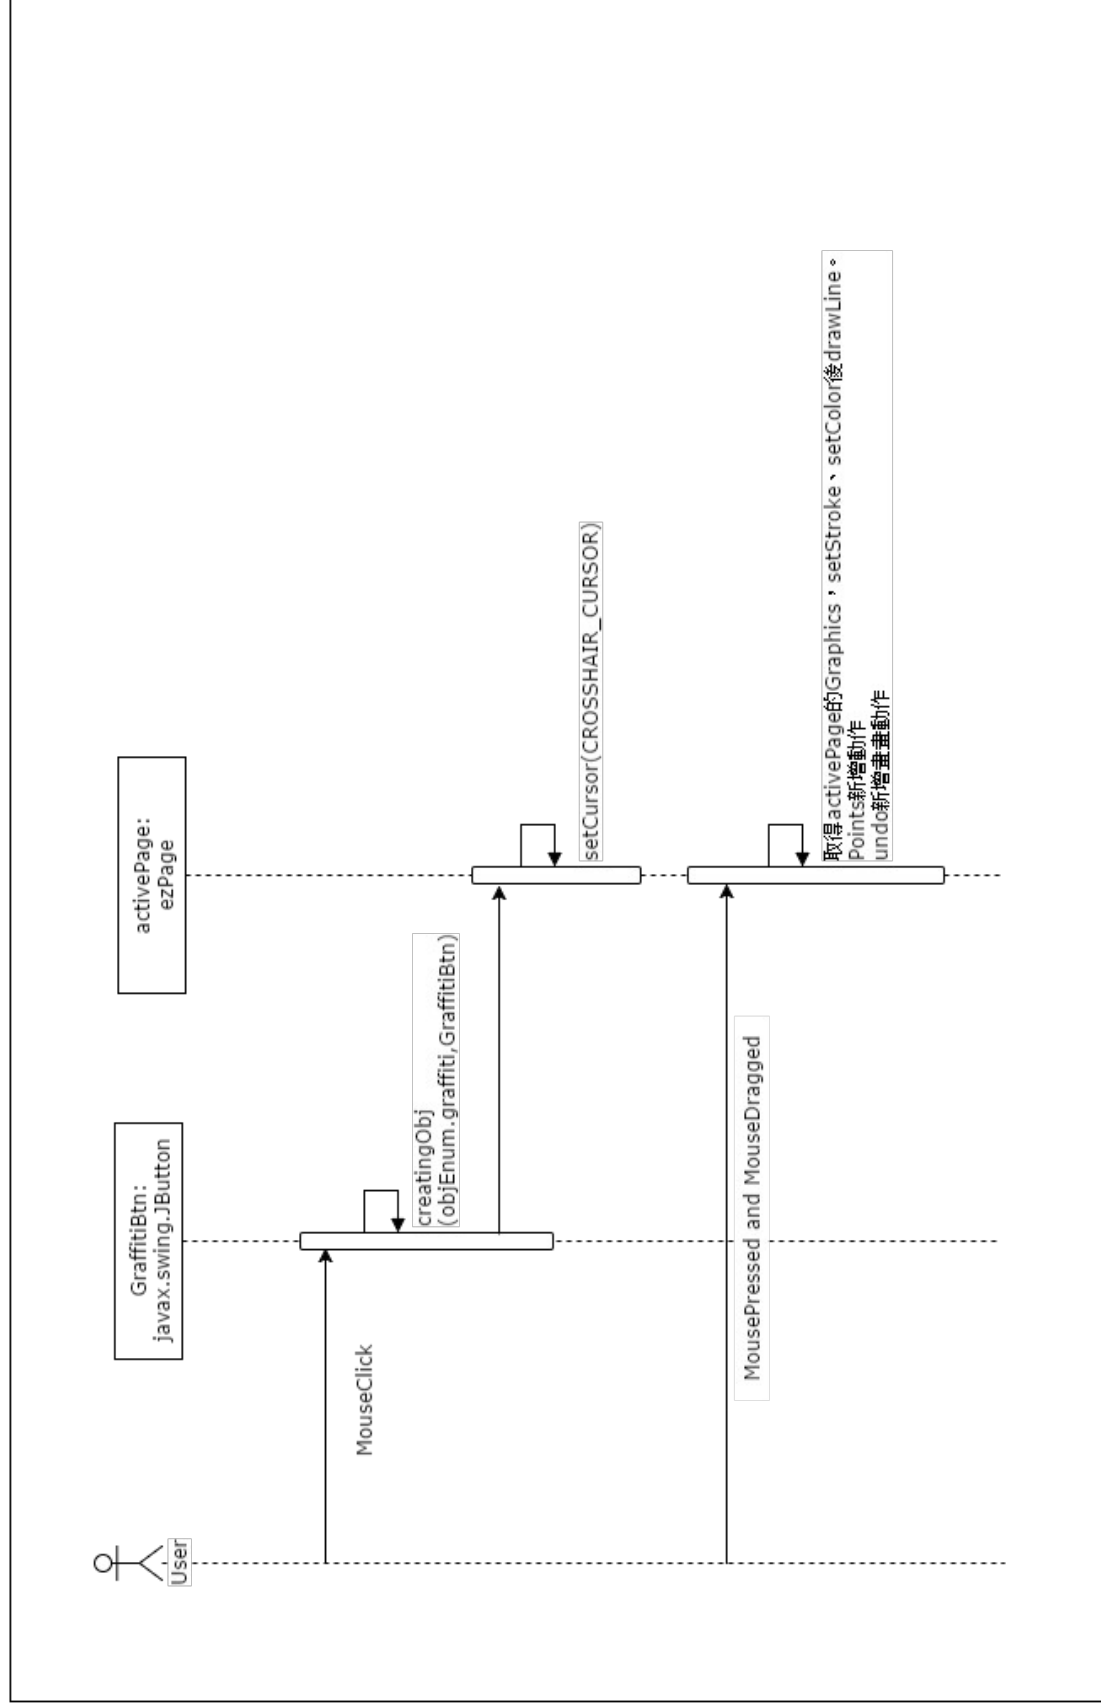 User
GraffitiBtn:
javax.swing.JButton
activePage:
ezPage
MouseClick
creatingObj
(objEnum.graffiti,GraffitiBtn)
setCursor(CROSSHAIR_CURSOR)
MousePressed and MouseDragged
取得activePage的Graphics，setStroke、setColor後drawLine。
Points新增動作
undo新增畫畫動作